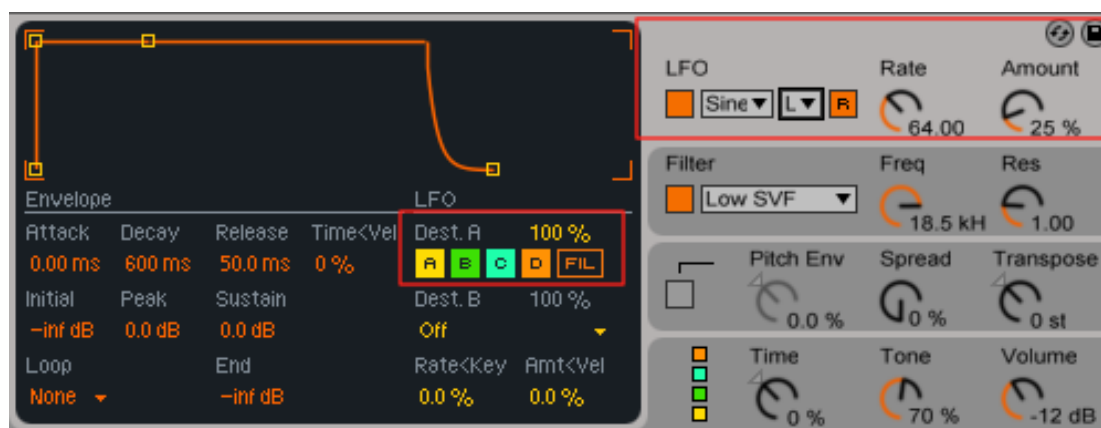 LFO Rate Amount
Sine L R 64.00 25 %
Filter Freq Res
Low SVF 18.5 kH 1.00
Pitch Env Spread Transpose
0.0 % 0 % 0 st
Time Tone Volume
0 % 70 % -12 dB
Envelope LFO
Attack Decay Release Time<Vel Dest. A 100 %
0.00 ms 600 ms 50.0 ms 0 % A B C D FIL
Initial Peak Sustain Dest. B 100 %
-inf dB 0.0 dB 0.0 dB Off
Loop End Rate<Key Amt<Vel
None -inf dB 0.0 % 0.0 %